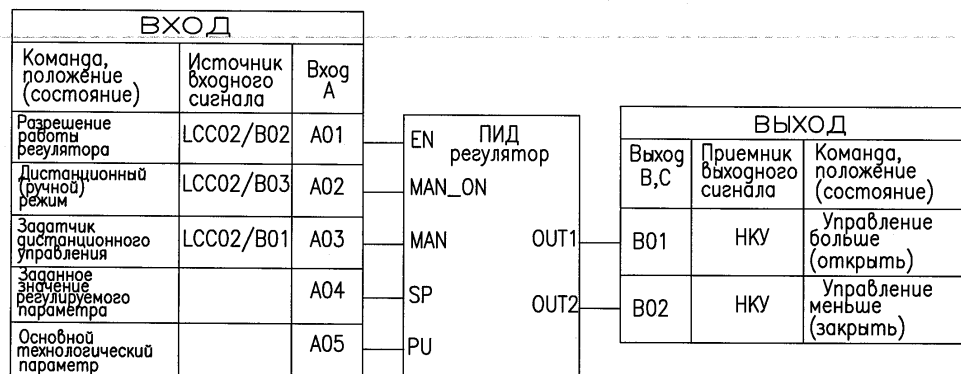 ВХОД
Команда,
положение
(состояние)
Источник
входного
сигнала
Вход
A
Разрешение
работы
регулятора
LCC02/B02
A01
Дистанционный
(ручной)
режим
LCC02/B03
A02
Задатчик
дистанционного
управления
LCC02/B01
A03
Заданное
значение
регулируемого
параметра
A04
Основной
технологический
параметр
A05
ПИД
регулятор
EN
MAN_ON
MAN
SP
PU
OUT1
OUT2
ВЫХОД
Выход
B,C
Приемник
выходного
сигнала
Команда,
положение
(состояние)
B01
НКУ
Управление
больше
(открыть)
B02
НКУ
Управление
меньше
(закрыть)